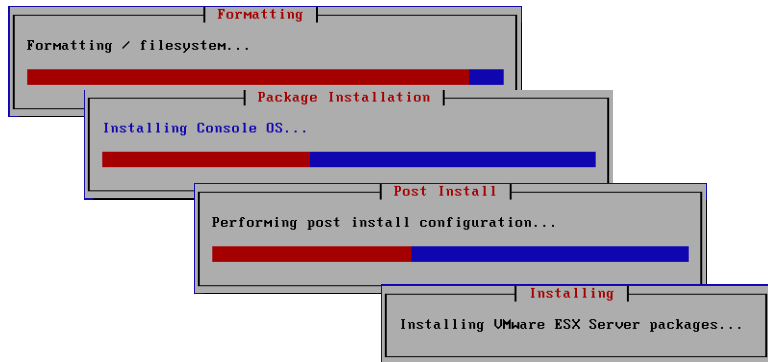 Formatting
Formatting / filesystem...
Package Installation
Installing Console OS...
Post Install
Performing post install configuration...
Installing
Installing VMware ESX Server packages...